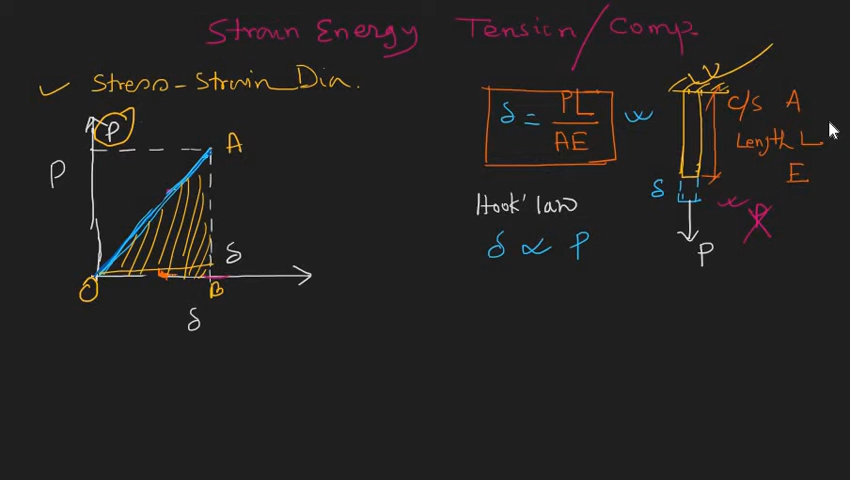 Strain Energy Tension/Comp.
Stress-Strain Dia.
P
P
A
δ
O
B
δ
δ = PL
AE
Hook' law
δ ∝ P
C/S A
Length L
E
δ
P
P